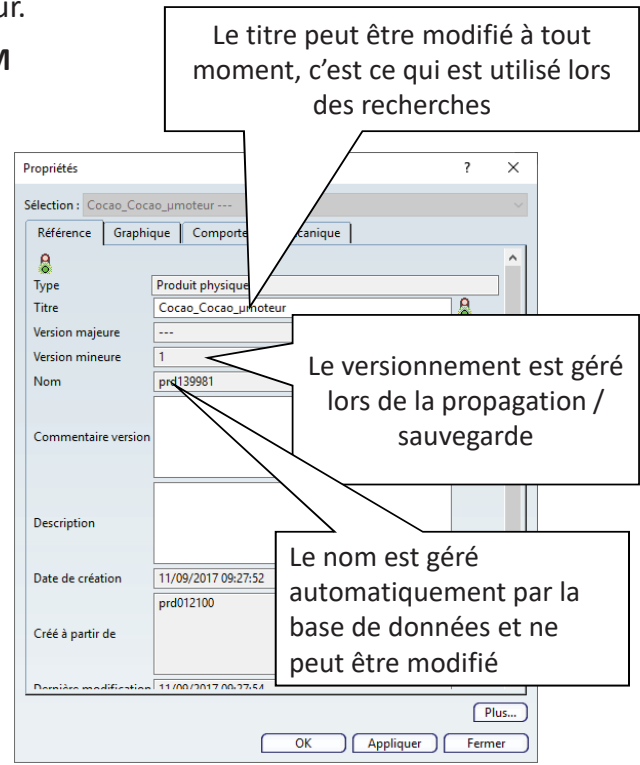 ur.
M
Le titre peut être modifié à tout
moment, c’est ce qui est utilisé lors
des recherches
Propriétés ? ×
Sélection : Cocao_Cocao_µmoteur ---
Référence Graphique Comporte canique
Type Produit physique
Titre Cocao_Cocao_µmoteur
Version majeure ---
Version mineure 1
Nom prd139981
Le versionnement est géré
lors de la propagation /
sauvegarde
Commentaire version
Description
Le nom est géré
automatiquement par la
base de données et ne
peut être modifié
Date de création 11/09/2017 09:27:52
Créé à partir de prd012100
Dernière modification 11/09/2017 09:27:54
Plus...
OK Appliquer Fermer